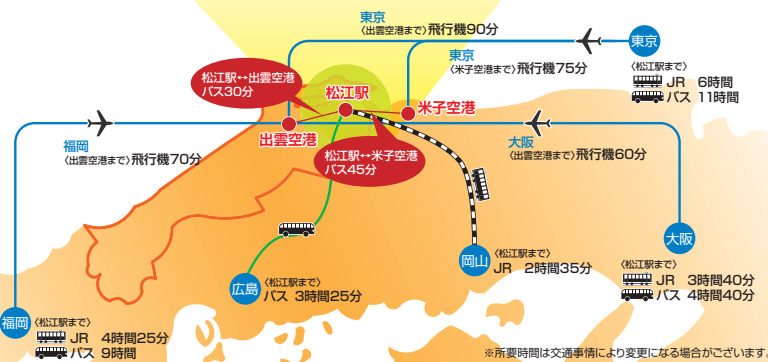 東京
〈出雲空港まで〉飛行機90分
東京
〈米子空港まで〉飛行機75分
東京
〈松江駅まで〉
JR 6時間
バス 11時間
松江駅↔出雲空港
バス30分
松江駅
米子空港
出雲空港
松江駅↔米子空港
バス45分
福岡
〈出雲空港まで〉飛行機70分
大阪
〈出雲空港まで〉飛行機60分
大阪
〈松江駅まで〉
JR 3時間40分
バス 4時間40分
岡山
〈松江駅まで〉
JR 2時間35分
広島
〈松江駅まで〉
バス 3時間25分
福岡
〈松江駅まで〉
JR 4時間25分
バス 9時間
※所要時間は交通事情により変更になる場合がございます。